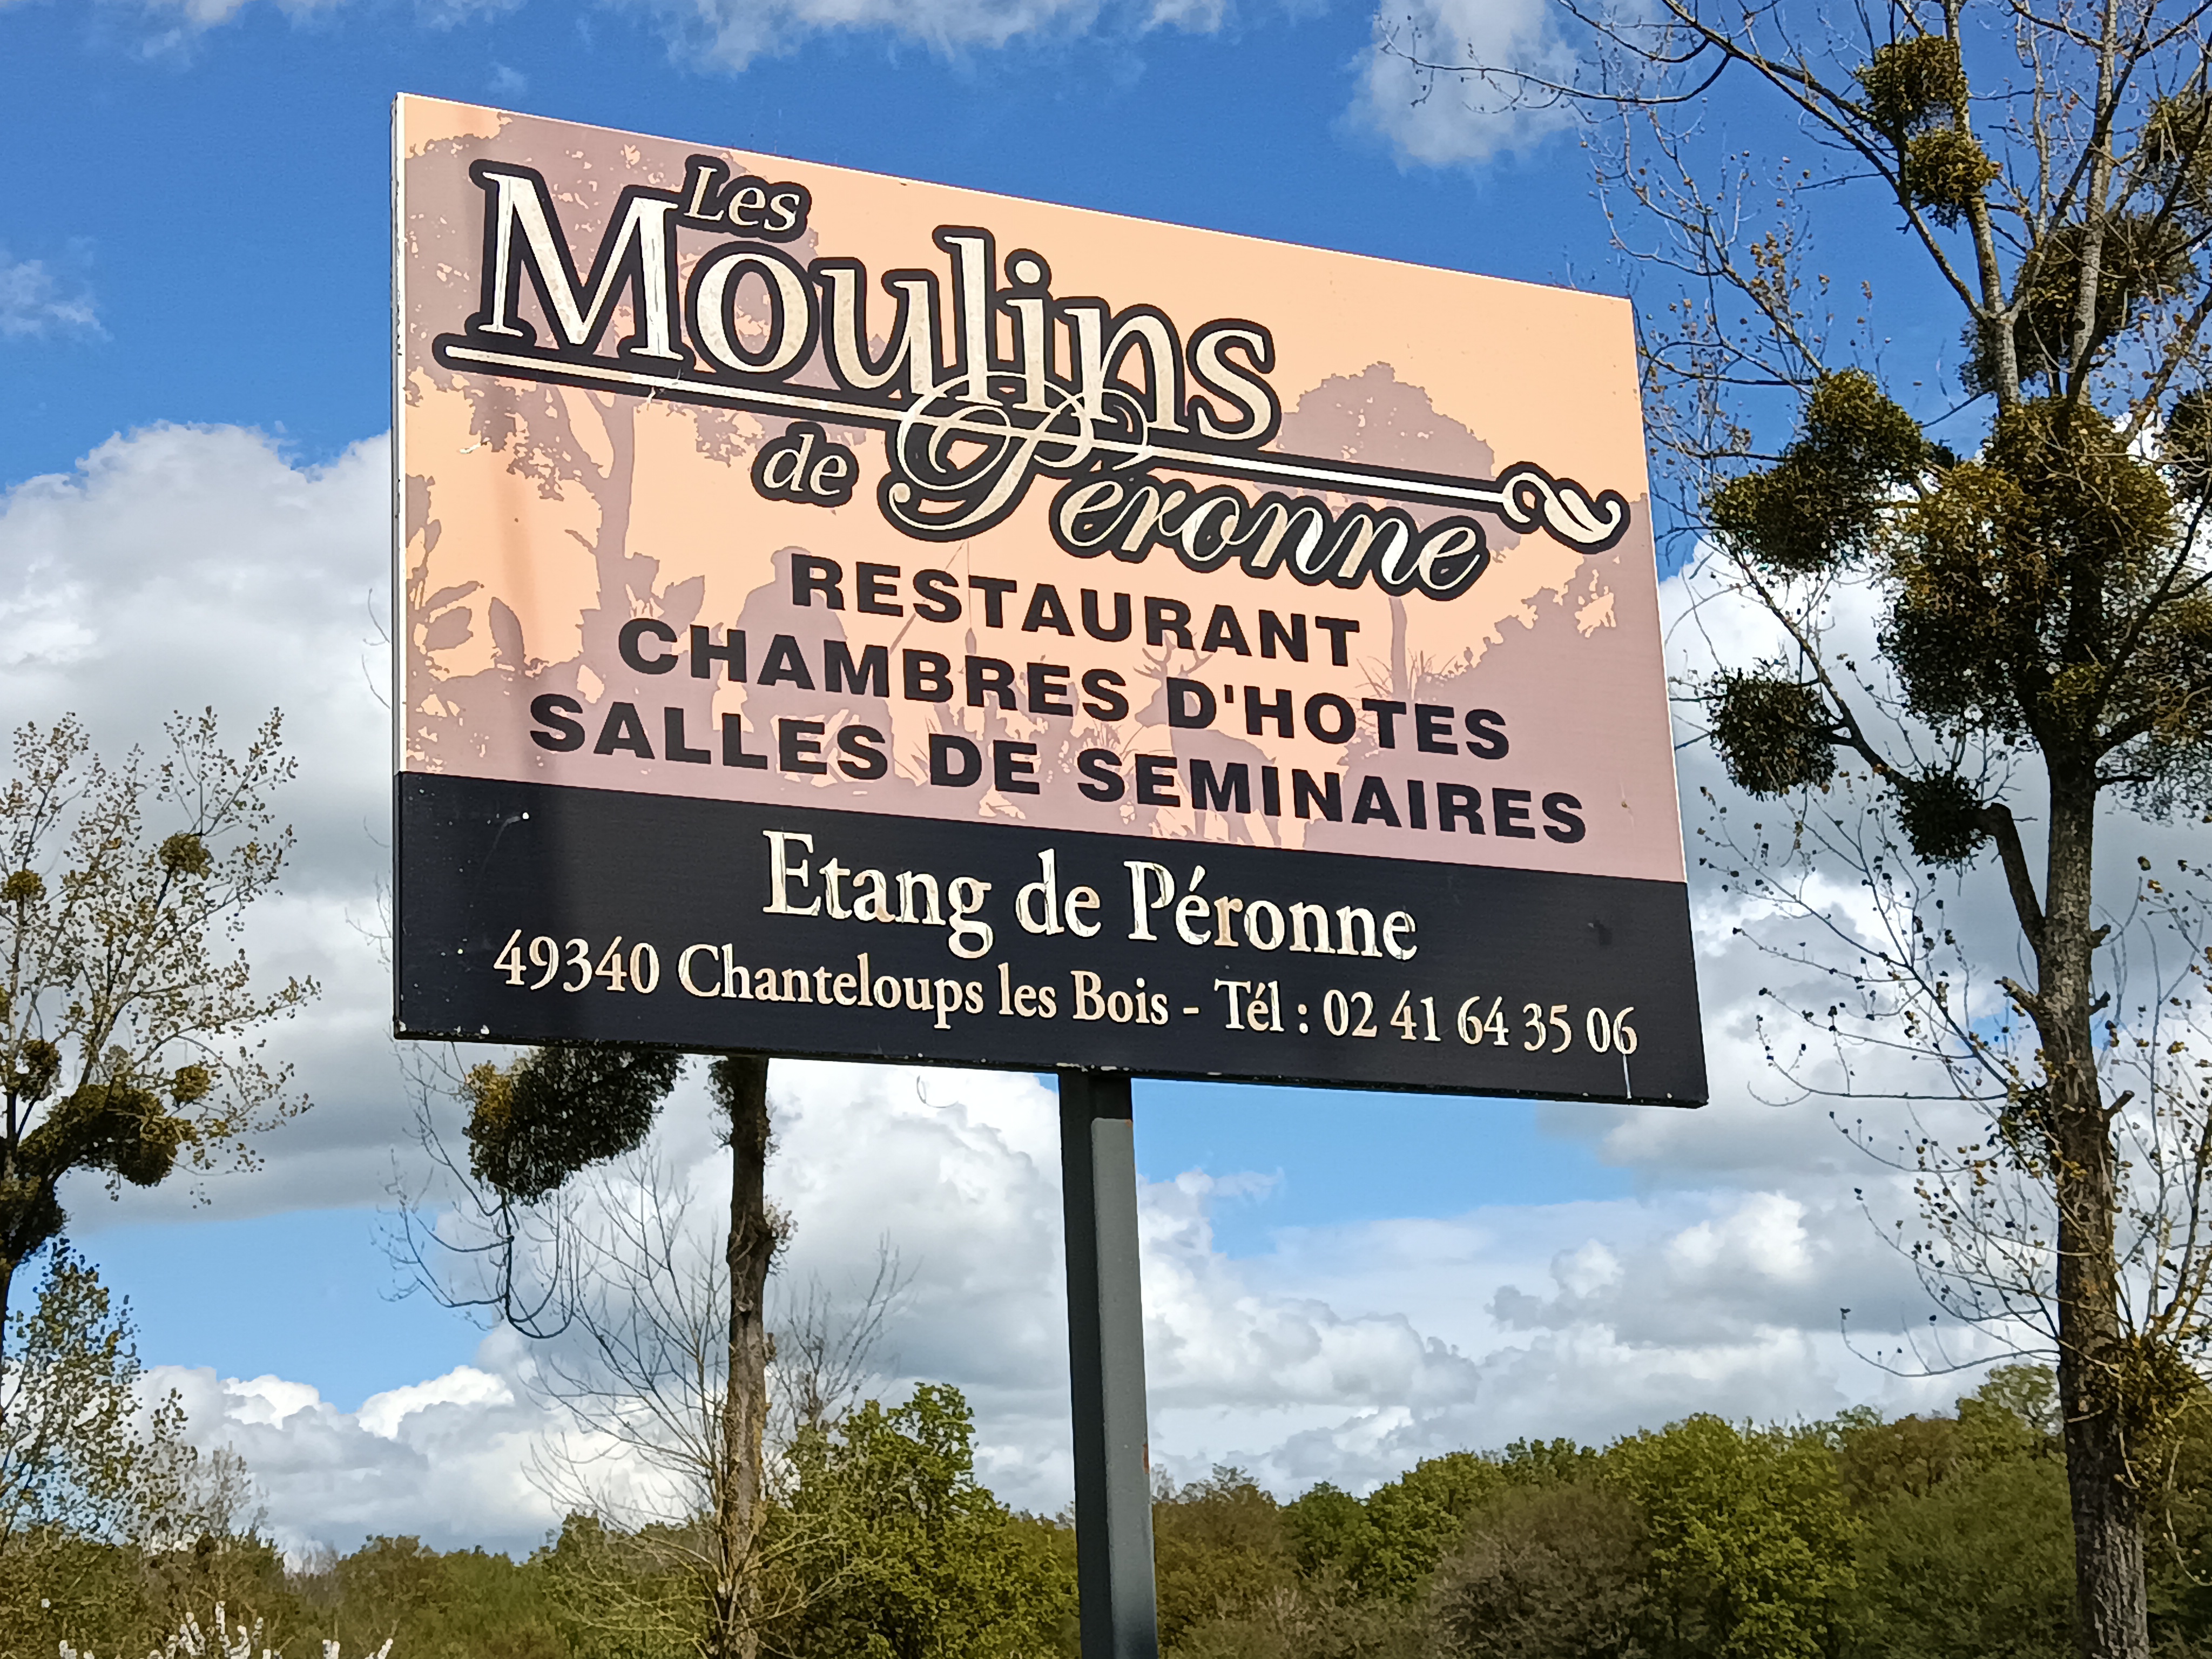 Les
Moulins
de Péronne
RESTAURANT
CHAMBRES D'HOTES
SALLES DE SEMINAIRES
Etang de Péronne
49340 Chanteloups les Bois - Tél : 02 41 64 35 06